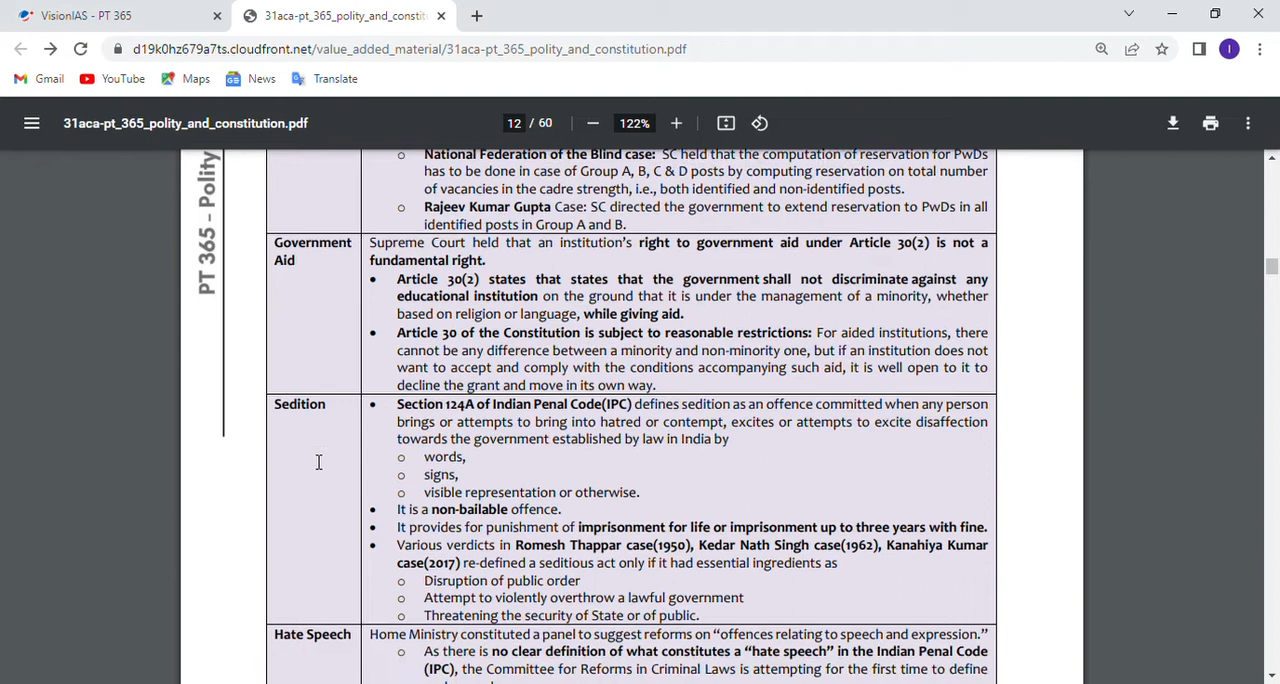 VisionIAS - PT 365
31aca-pt_365_polity_and_constit
d19k0hz679a7ts.cloudfront.net/value_added_material/31aca-pt_365_polity_and_constitution.pdf
I
Gmail YouTube Maps News Translate
31aca-pt_365_polity_and_constitution.pdf 12 / 60 122%
PT 365 - Polity
o National Federation of the Blind case: SC held that the computation of reservation for PwDs
has to be done in case of Group A, B, C & D posts by computing reservation on total number
of vacancies in the cadre strength, i.e., both identified and non-identified posts.
o Rajeev Kumar Gupta Case: SC directed the government to extend reservation to PwDs in all
identified posts in Group A and B.
Government Aid
Supreme Court held that an institution's right to government aid under Article 30(2) is not a
fundamental right.
• Article 30(2) states that states that the government shall not discriminate against any
educational institution on the ground that it is under the management of a minority, whether
based on religion or language, while giving aid.
• Article 30 of the Constitution is subject to reasonable restrictions: For aided institutions, there
cannot be any difference between a minority and non-minority one, but if an institution does not
want to accept and comply with the conditions accompanying such aid, it is well open to it to
decline the grant and move in its own way.
Sedition
• Section 124A of Indian Penal Code(IPC) defines sedition as an offence committed when any person
brings or attempts to bring into hatred or contempt, excites or attempts to excite disaffection
towards the government established by law in India by
o words,
o signs,
o visible representation or otherwise.
• It is a non-bailable offence.
• It provides for punishment of imprisonment for life or imprisonment up to three years with fine.
• Various verdicts in Romesh Thappar case(1950), Kedar Nath Singh case(1962), Kanahiya Kumar
case(2017) re-defined a seditious act only if it had essential ingredients as
o Disruption of public order
o Attempt to violently overthrow a lawful government
o Threatening the security of State or of public.
Hate Speech
Home Ministry constituted a panel to suggest reforms on “offences relating to speech and expression.”
o As there is no clear definition of what constitutes a “hate speech” in the Indian Penal Code
(IPC), the Committee for Reforms in Criminal Laws is attempting for the first time to define